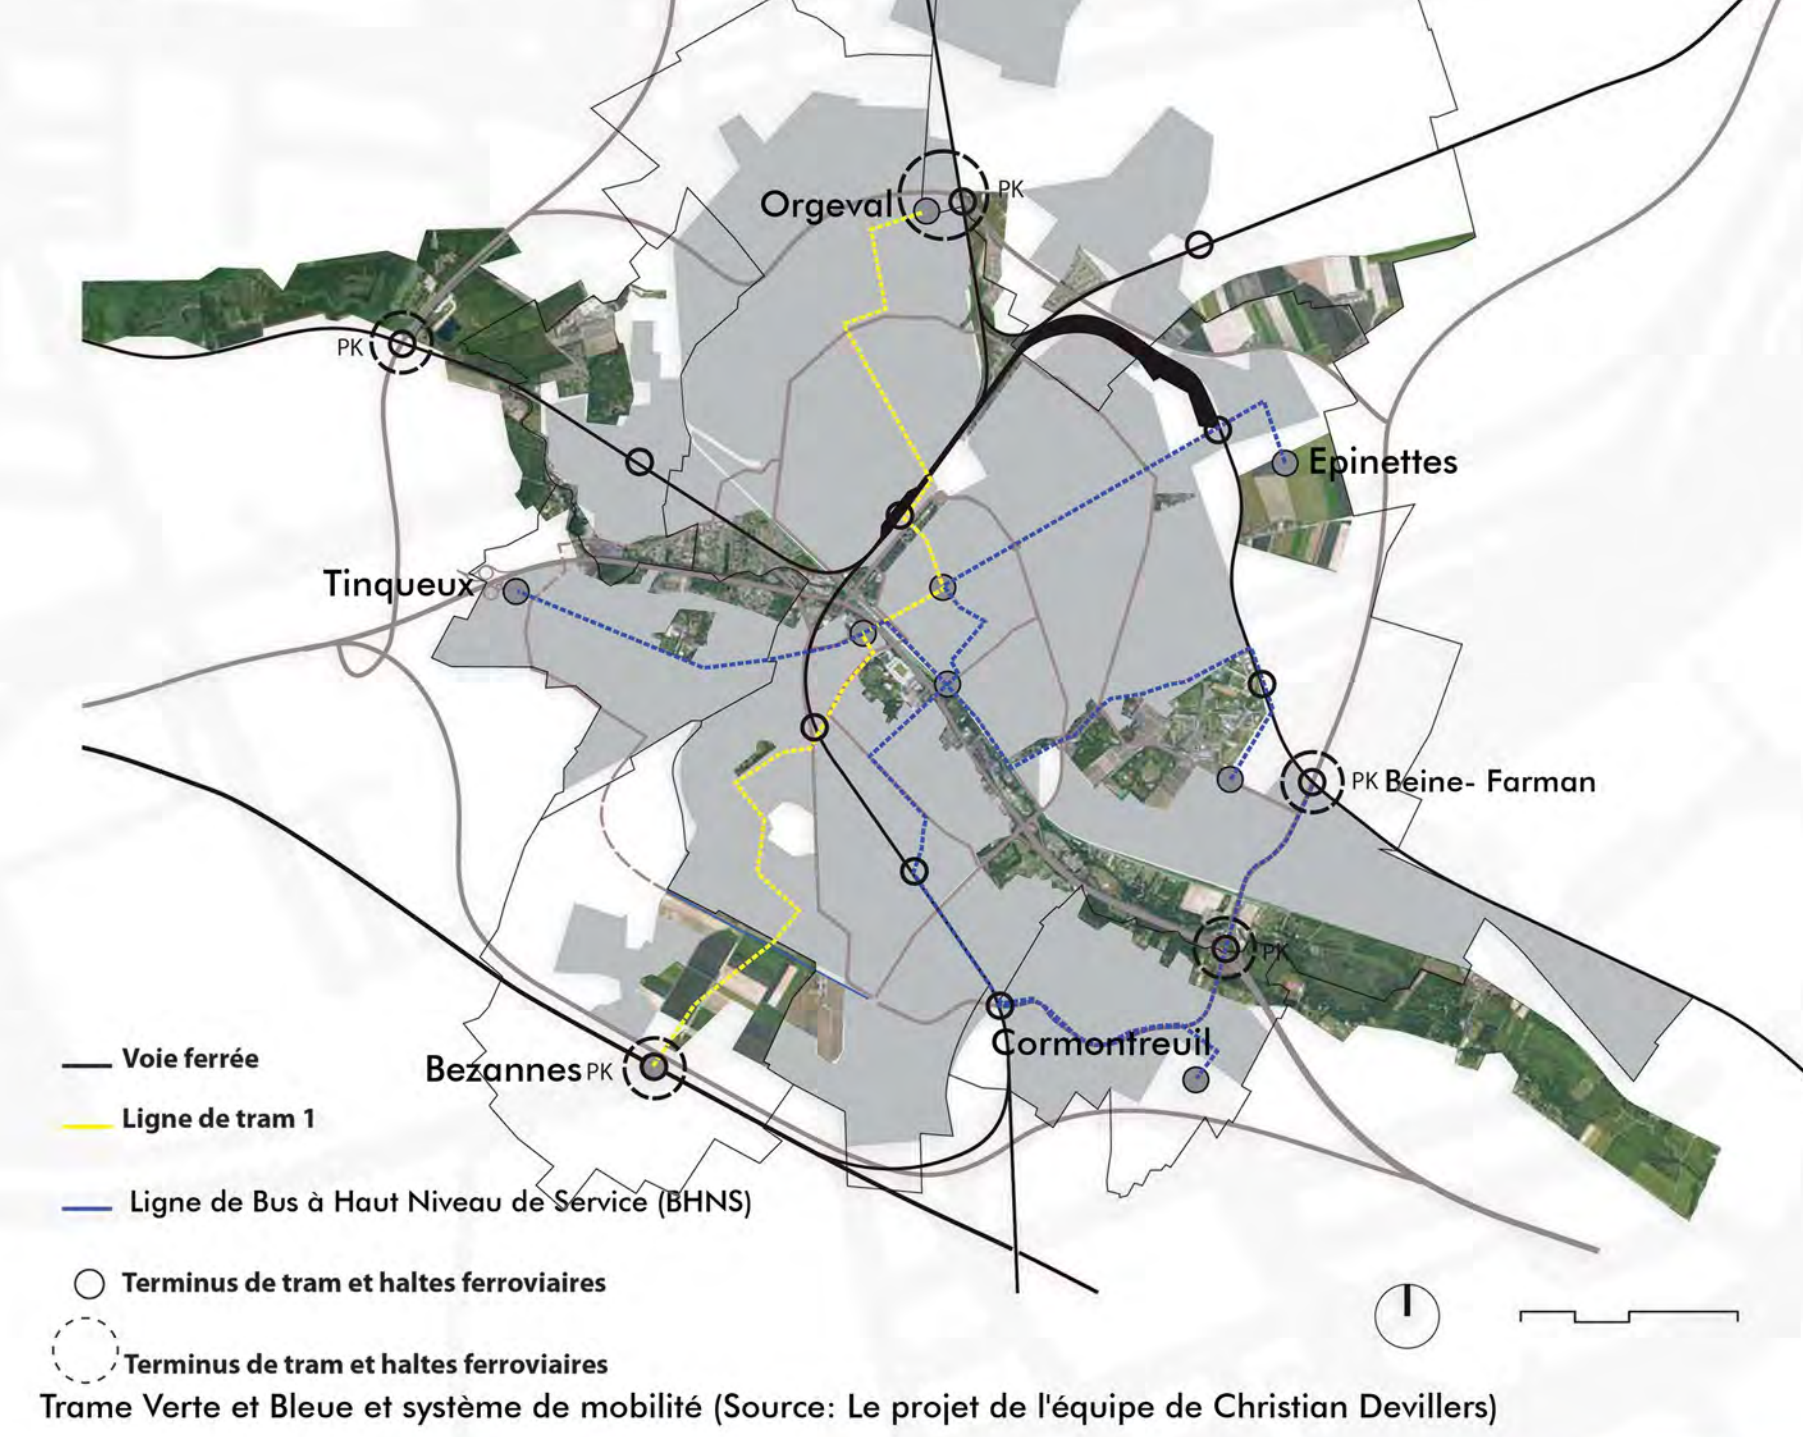 Orgeval
PK
PK
Epinettes
Tinqueux
PK Beine- Farman
PK
Cormontreuil
Bezannes PK
Voie ferrée
Ligne de tram 1
Ligne de Bus à Haut Niveau de Service (BHNS)
Terminus de tram et haltes ferroviaires
Terminus de tram et haltes ferroviaires
Trame Verte et Bleue et système de mobilité (Source: Le projet de l'équipe de Christian Devillers)